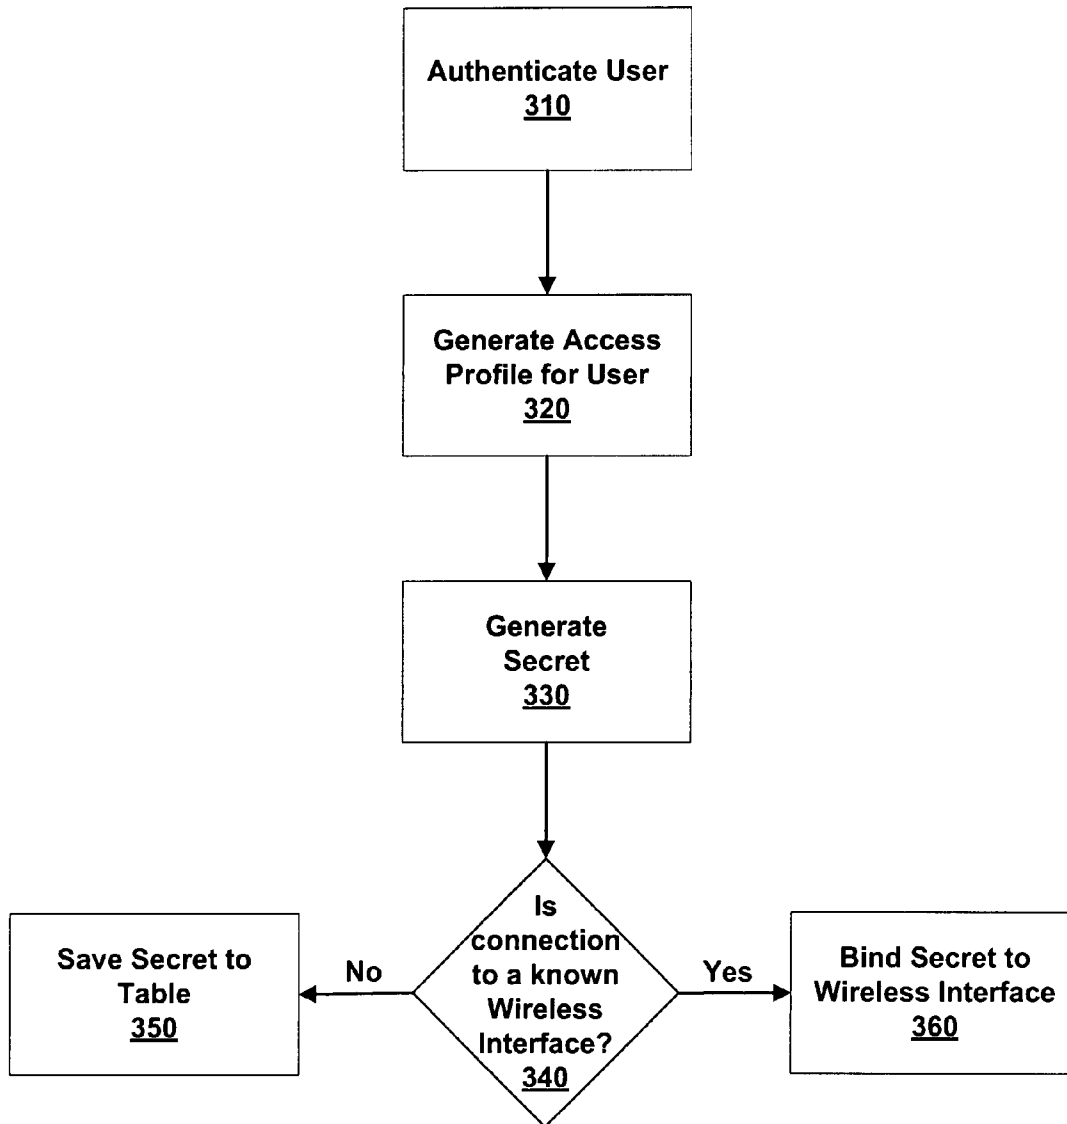 Authenticate User
310
Generate Access
Profile for User
320
Generate
Secret
330
Is
connection
to a known
Wireless
Interface?
340
No
Yes
Save Secret to
Table
350
Bind Secret to
Wireless Interface
360